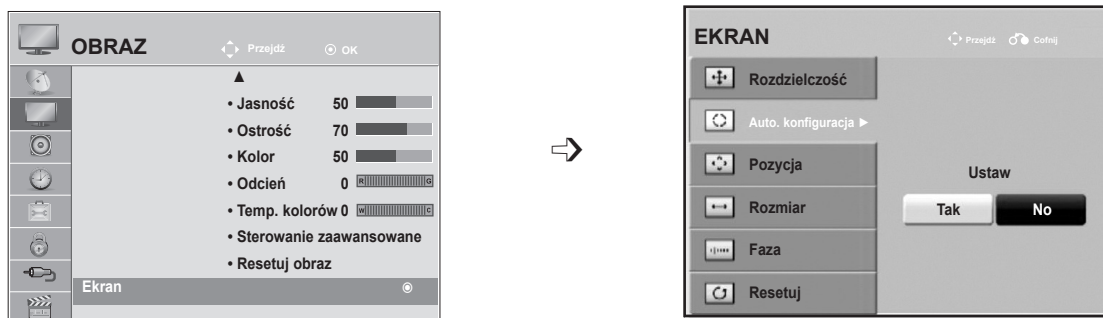 OBRAZ
Przejdź
OK
• Jasność 50
• Ostrość 70
• Kolor 50
• Odcień 0 R G
• Temp. kolorów 0 W C
• Sterowanie zaawansowane
• Resetuj obraz
Ekran
EKRAN
Przejdź
Cofnij
Rozdzielczość
Auto. konfiguracja
Pozycja
Rozmiar
Faza
Resetuj
Ustaw
Tak
No